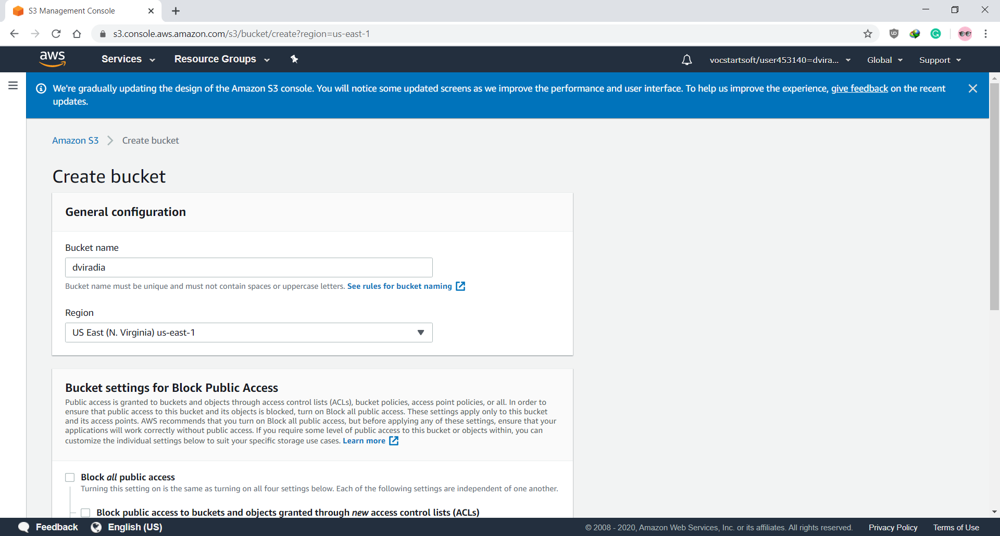 S3 Management Console
s3.console.aws.amazon.com/s3/bucket/create?region=us-east-1
aws
Services
Resource Groups
vocstartsoft/user453140=dvira...
Global
Support
We're gradually updating the design of the Amazon S3 console. You will notice some updated screens as we improve the performance and user interface. To help us improve the experience, give feedback on the recent
updates.
Amazon S3
Create bucket
Create bucket
General configuration
Bucket name
dviradia
Bucket name must be unique and must not contain spaces or uppercase letters. See rules for bucket naming
Region
US East (N. Virginia) us-east-1
Bucket settings for Block Public Access
Public access is granted to buckets and objects through access control lists (ACLs), bucket policies, access point policies, or all. In order to
ensure that public access to this bucket and its objects is blocked, turn on Block all public access. These settings apply only to this bucket
and its access points. AWS recommends that you turn on Block all public access, but before applying any of these settings, ensure that your
applications will work correctly without public access. If you require some level of public access to this bucket or objects within, you can
customize the individual settings below to suit your specific storage use cases. Learn more
Block all public access
Turning this setting on is the same as turning on all four settings below. Each of the following settings are independent of one another.
Block public access to buckets and objects granted through new access control lists (ACLs)
Feedback
English (US)
© 2008 - 2020, Amazon Web Services, Inc. or its affiliates. All rights reserved.
Privacy Policy
Terms of Use